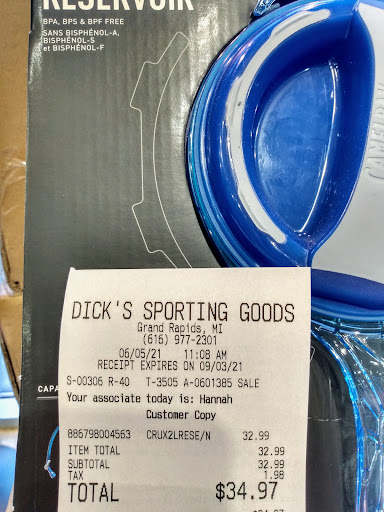 RESERVOIR
BPA, BPS & BPF FREE
SANS BISPHÉNOL-A,
BISPHÉNOL-S
et BISPHÉNOL-F
DICK'S SPORTING GOODS
Grand Rapids, MI
(616) 977-2301
06/05/21 11:08 AM
RECEIPT EXPIRES ON 09/03/21
S-00306 R-40 T-3505 A-0601385 SALE
Your associate today is: Hannah
Customer Copy
886798004563 CRUX2LRESE/N 32.99
ITEM TOTAL 32.99
SUBTOTAL 32.99
TAX 1.98
TOTAL $34.97